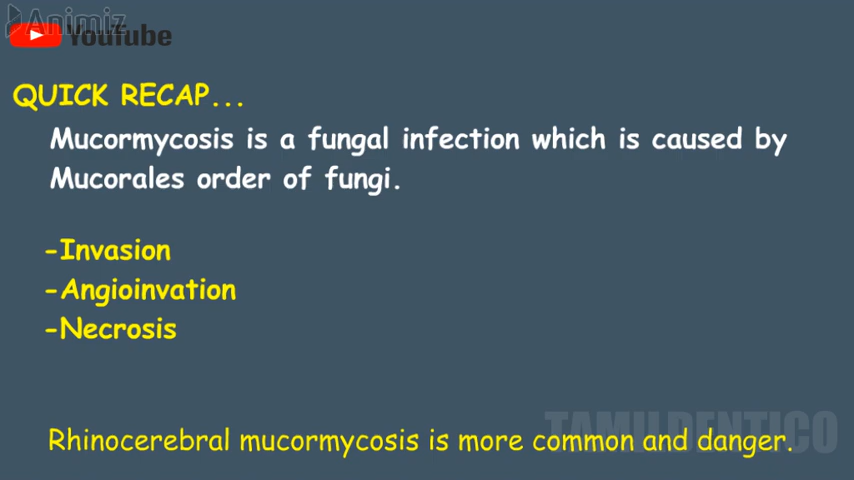 Animiz
YouTube
QUICK RECAP...
Mucormycosis is a fungal infection which is caused by
Mucorales order of fungi.
-Invasion
-Angioinvation
-Necrosis
TAMILDENTICO
Rhinocerebral mucormycosis is more common and danger.